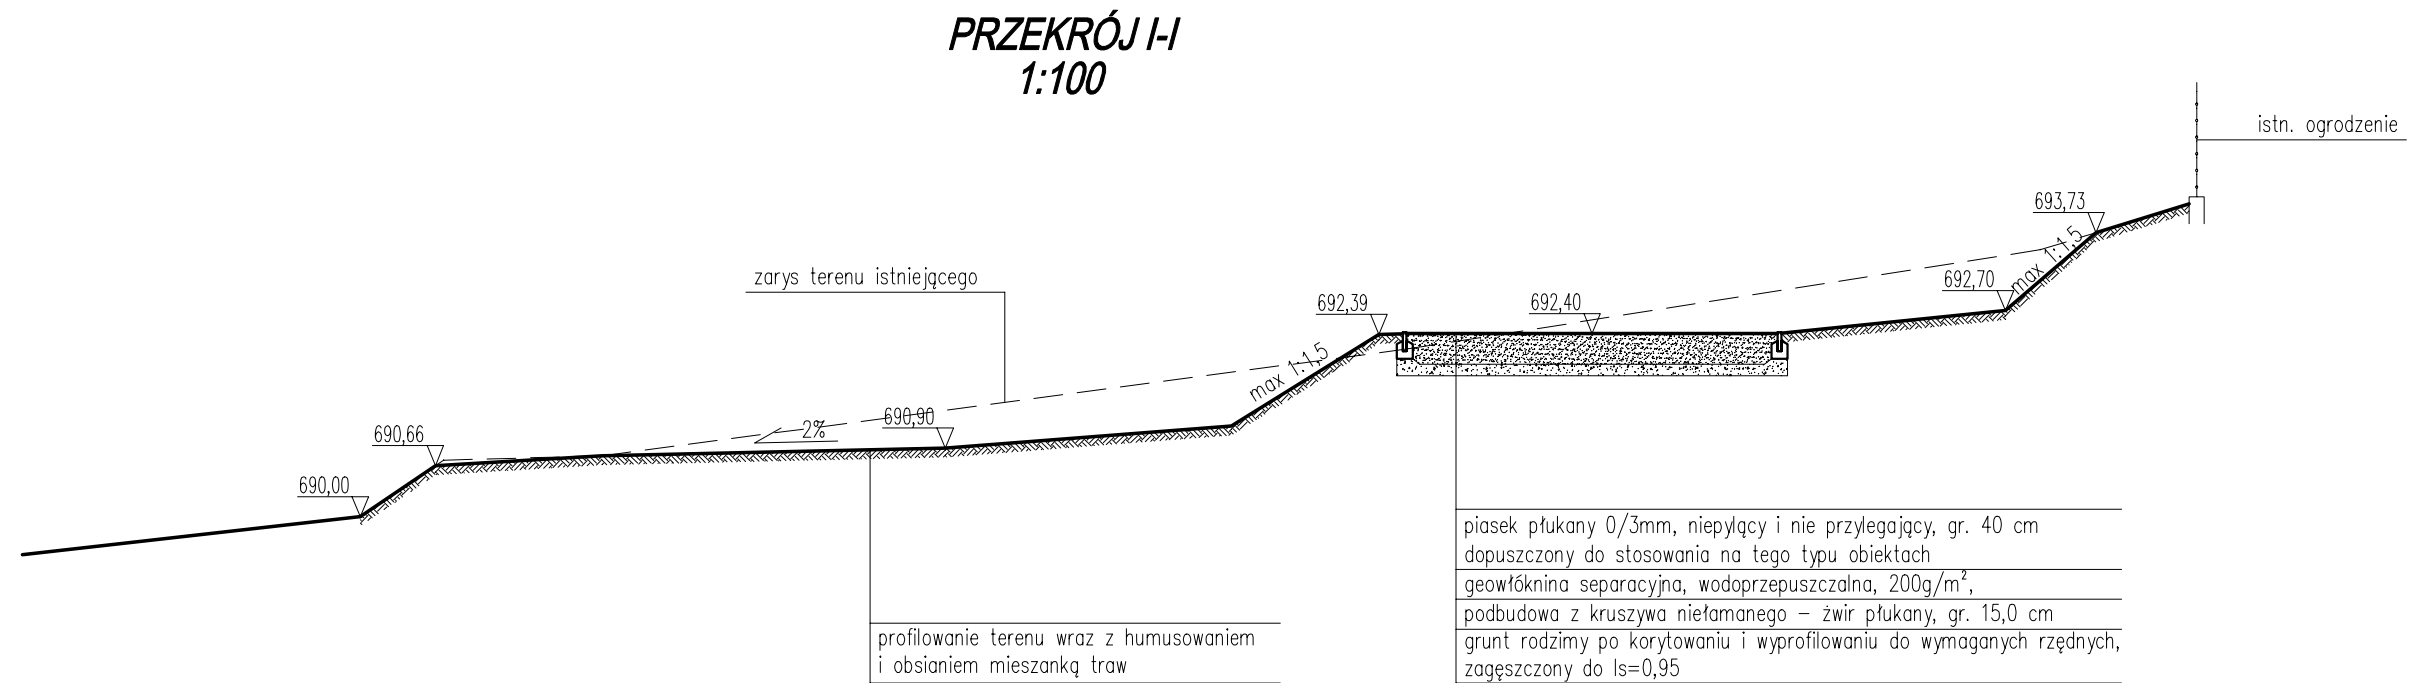 PRZEKRÓJ I-I
1:100
istn. ogrodzenie
693,73
max 1:1,5
692,70
zarys terenu istniejącego
692,39
692,40
max 1:1,5
690,90
2%
690,66
690,00
piasek płukany 0/3mm, niepylący i nie przylegający, gr. 40 cm
dopuszczony do stosowania na tego typu obiektach
geowłóknina separacyjna, wodoprzepuszczalna, 200g/m²,
podbudowa z kruszywa niełamanego – żwir płukany, gr. 15,0 cm
grunt rodzimy po korytowaniu i wyprofilowaniu do wymaganych rzędnych,
zagęszczony do Is=0,95
profilowanie terenu wraz z humusowaniem
i obsianiem mieszanką traw